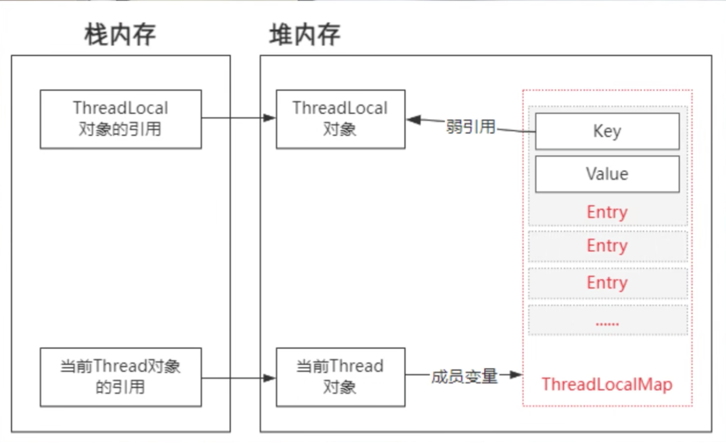 栈内存
堆内存
ThreadLocal
对象的引用
ThreadLocal
对象
弱引用
Key
Value
Entry
Entry
Entry
......
当前Thread对象
的引用
当前Thread
对象
成员变量
ThreadLocalMap